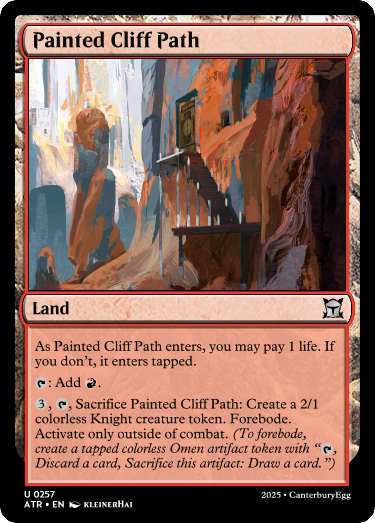 Painted Cliff Path
Land
As Painted Cliff Path enters, you may pay 1 life. If
you don't, it enters tapped.
: Add .
3, , Sacrifice Painted Cliff Path: Create a 2/1
colorless Knight creature token. Forebode.
Activate only outside of combat. (To forebode,
create a tapped colorless Omen artifact token with “,
Discard a card, Sacrifice this artifact: Draw a card.”)
U 0257
ATR • EN KleinerHai
2025 • CanterburyEgg